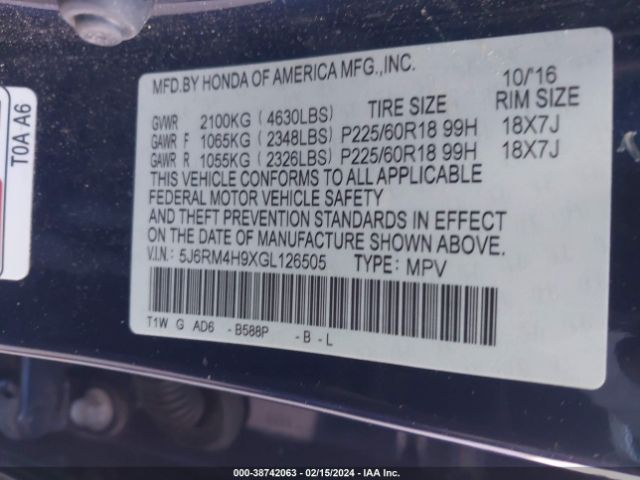 MFD.BY HONDA OF AMERICA MFG.,INC.
10/16
GVWR 2100KG (4630LBS) TIRE SIZE RIM SIZE
GAWR F 1065KG (2348LBS) P225/60R18 99H 18X7J
GAWR R 1055KG (2326LBS) P225/60R18 99H 18X7J
THIS VEHICLE CONFORMS TO ALL APPLICABLE
FEDERAL MOTOR VEHICLE SAFETY
AND THEFT PREVENTION STANDARDS IN EFFECT
ON THE DATE OF MANUFACTURE SHOWN ABOVE.
V.I.N.: 5J6RM4H9XGL126505 TYPE: MPV
T1W G AD6 -B588P -B-L
T0A A6
000-38742063 - 02/15/2024 - IAA Inc.